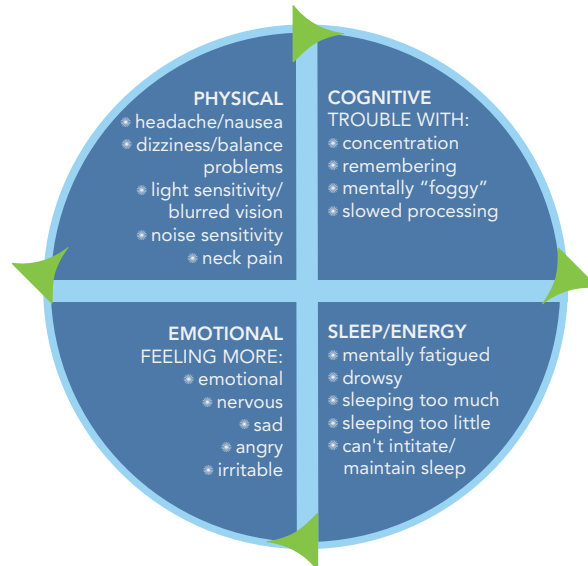 PHYSICAL
✺ headache/nausea
✺ dizziness/balance
problems
✺ light sensitivity/
blurred vision
✺ noise sensitivity
✺ neck pain
COGNITIVE
TROUBLE WITH:
✺ concentration
✺ remembering
✺ mentally “foggy”
✺ slowed processing
EMOTIONAL
FEELING MORE:
✺ emotional
✺ nervous
✺ sad
✺ angry
✺ irritable
SLEEP/ENERGY
✺ mentally fatigued
✺ drowsy
✺ sleeping too much
✺ sleeping too little
✺ can't intitate/
maintain sleep